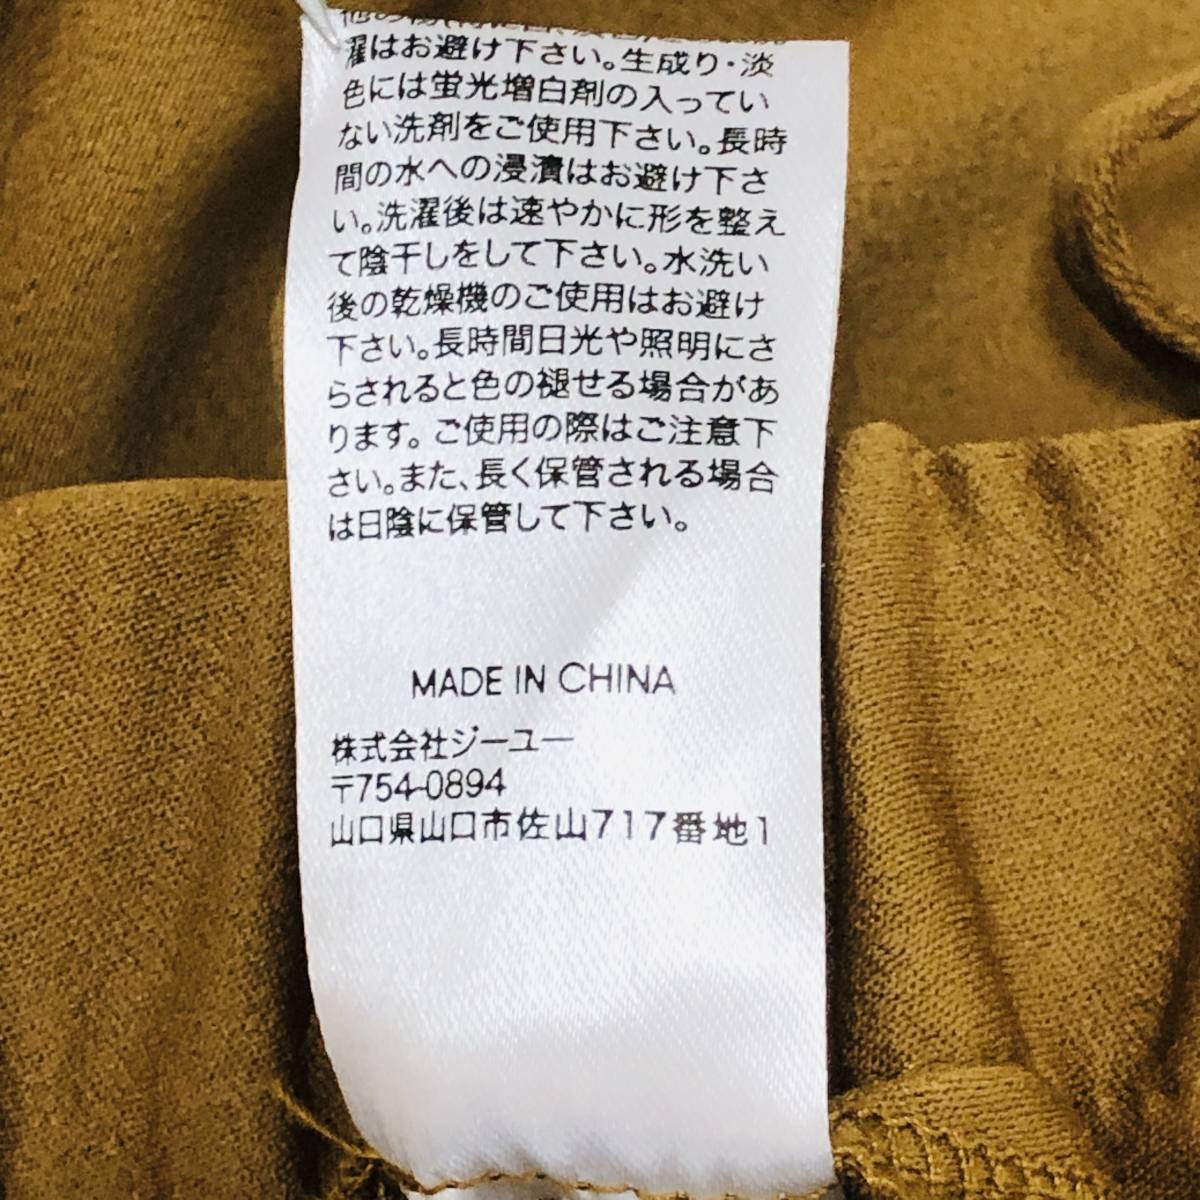 濯はお避け下さい。生成り・淡
色には蛍光増白剤の入ってい
ない洗剤をご使用下さい。長時
間の水への浸漬はお避け下さ
い。洗濯後は速やかに形を整え
て陰干しをして下さい。水洗い
後の乾燥機のご使用はお避け
下さい。長時間日光や照明にさ
らされると色の褪せる場合があ
ります。ご使用の際はご注意下
さい。また、長く保管される場合
は日陰に保管して下さい。
MADE IN CHINA
株式会社ジーユー
〒754-0894
山口県山口市佐山717番地1